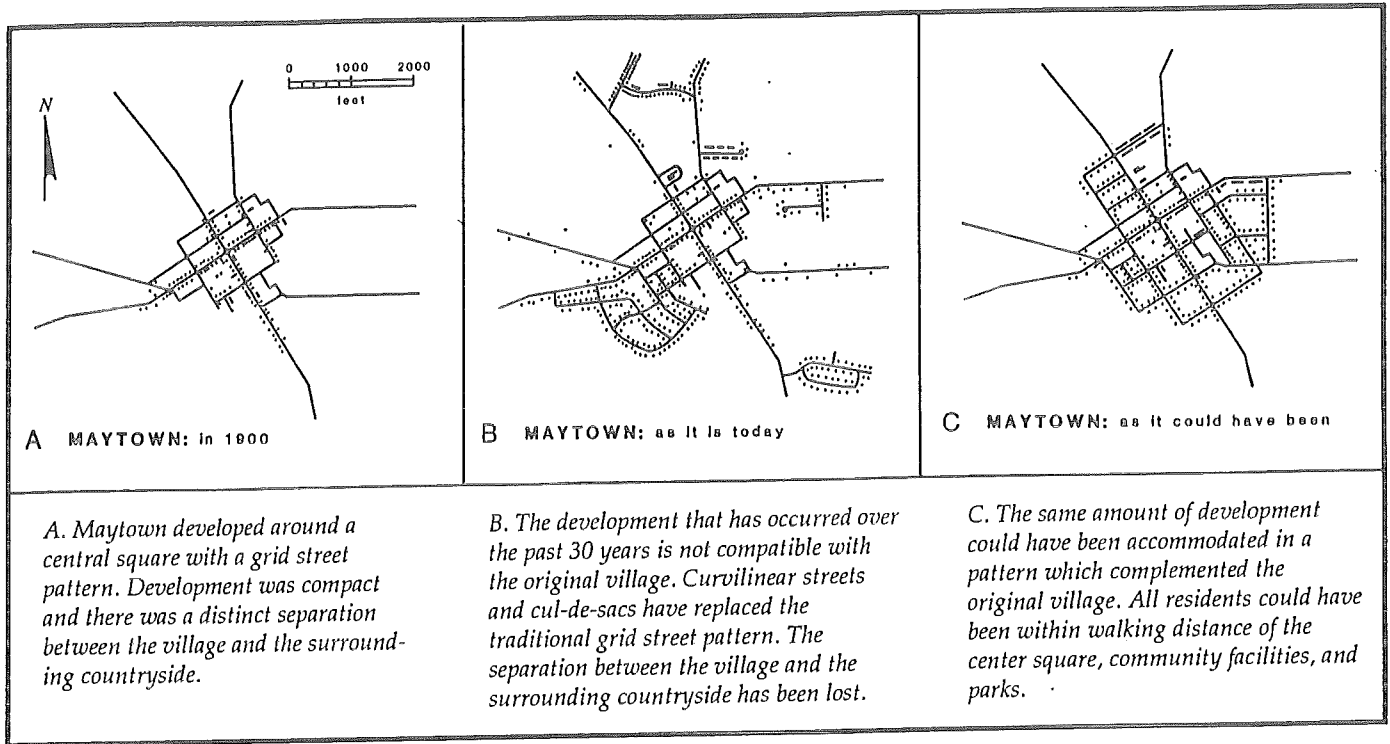 0 1000 2000
feet
N
A MAYTOWN: in 1900
B MAYTOWN: as it is today
C MAYTOWN: as it could have been
A. Maytown developed around a
central square with a grid street
pattern. Development was compact
and there was a distinct separation
between the village and the surround-
ing countryside.
B. The development that has occurred over
the past 30 years is not compatible with
the original village. Curvilinear streets
and cul-de-sacs have replaced the
traditional grid street pattern. The
separation between the village and the
surrounding countryside has been lost.
C. The same amount of development
could have been accommodated in a
pattern which complemented the
original village. All residents could have
been within walking distance of the
center square, community facilities, and
parks.